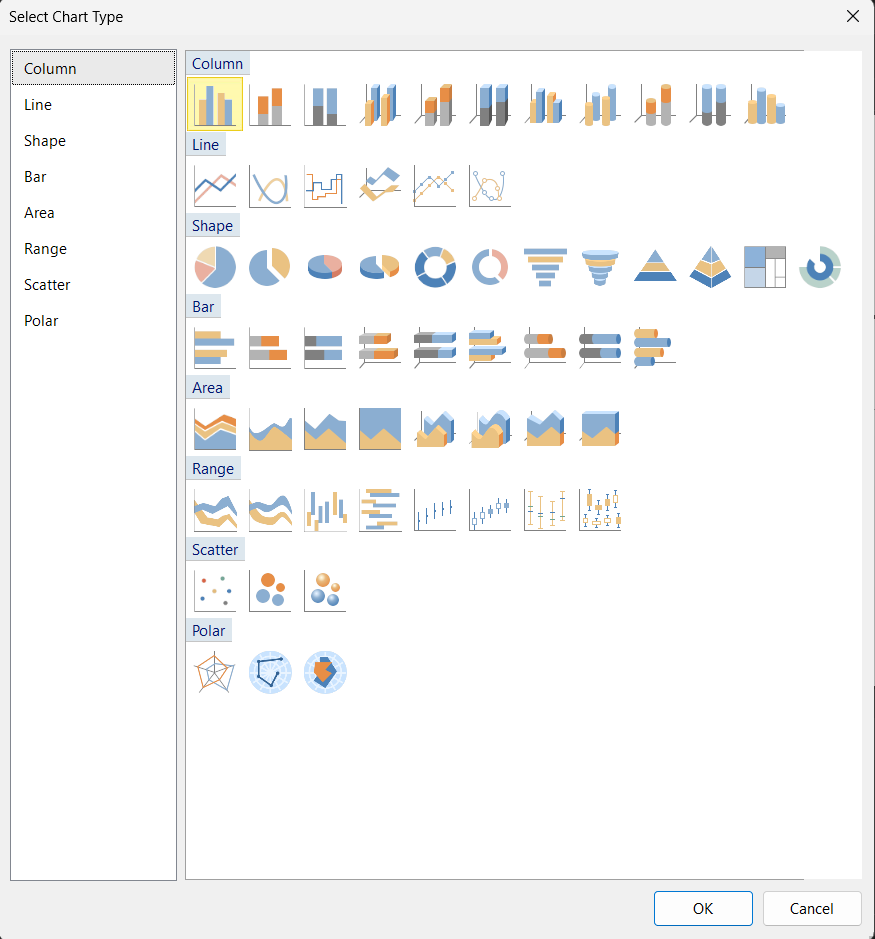 Select Chart Type
Column
Line
Shape
Bar
Area
Range
Scatter
Polar
Column
Line
Shape
Bar
Area
Range
Scatter
Polar
OK
Cancel